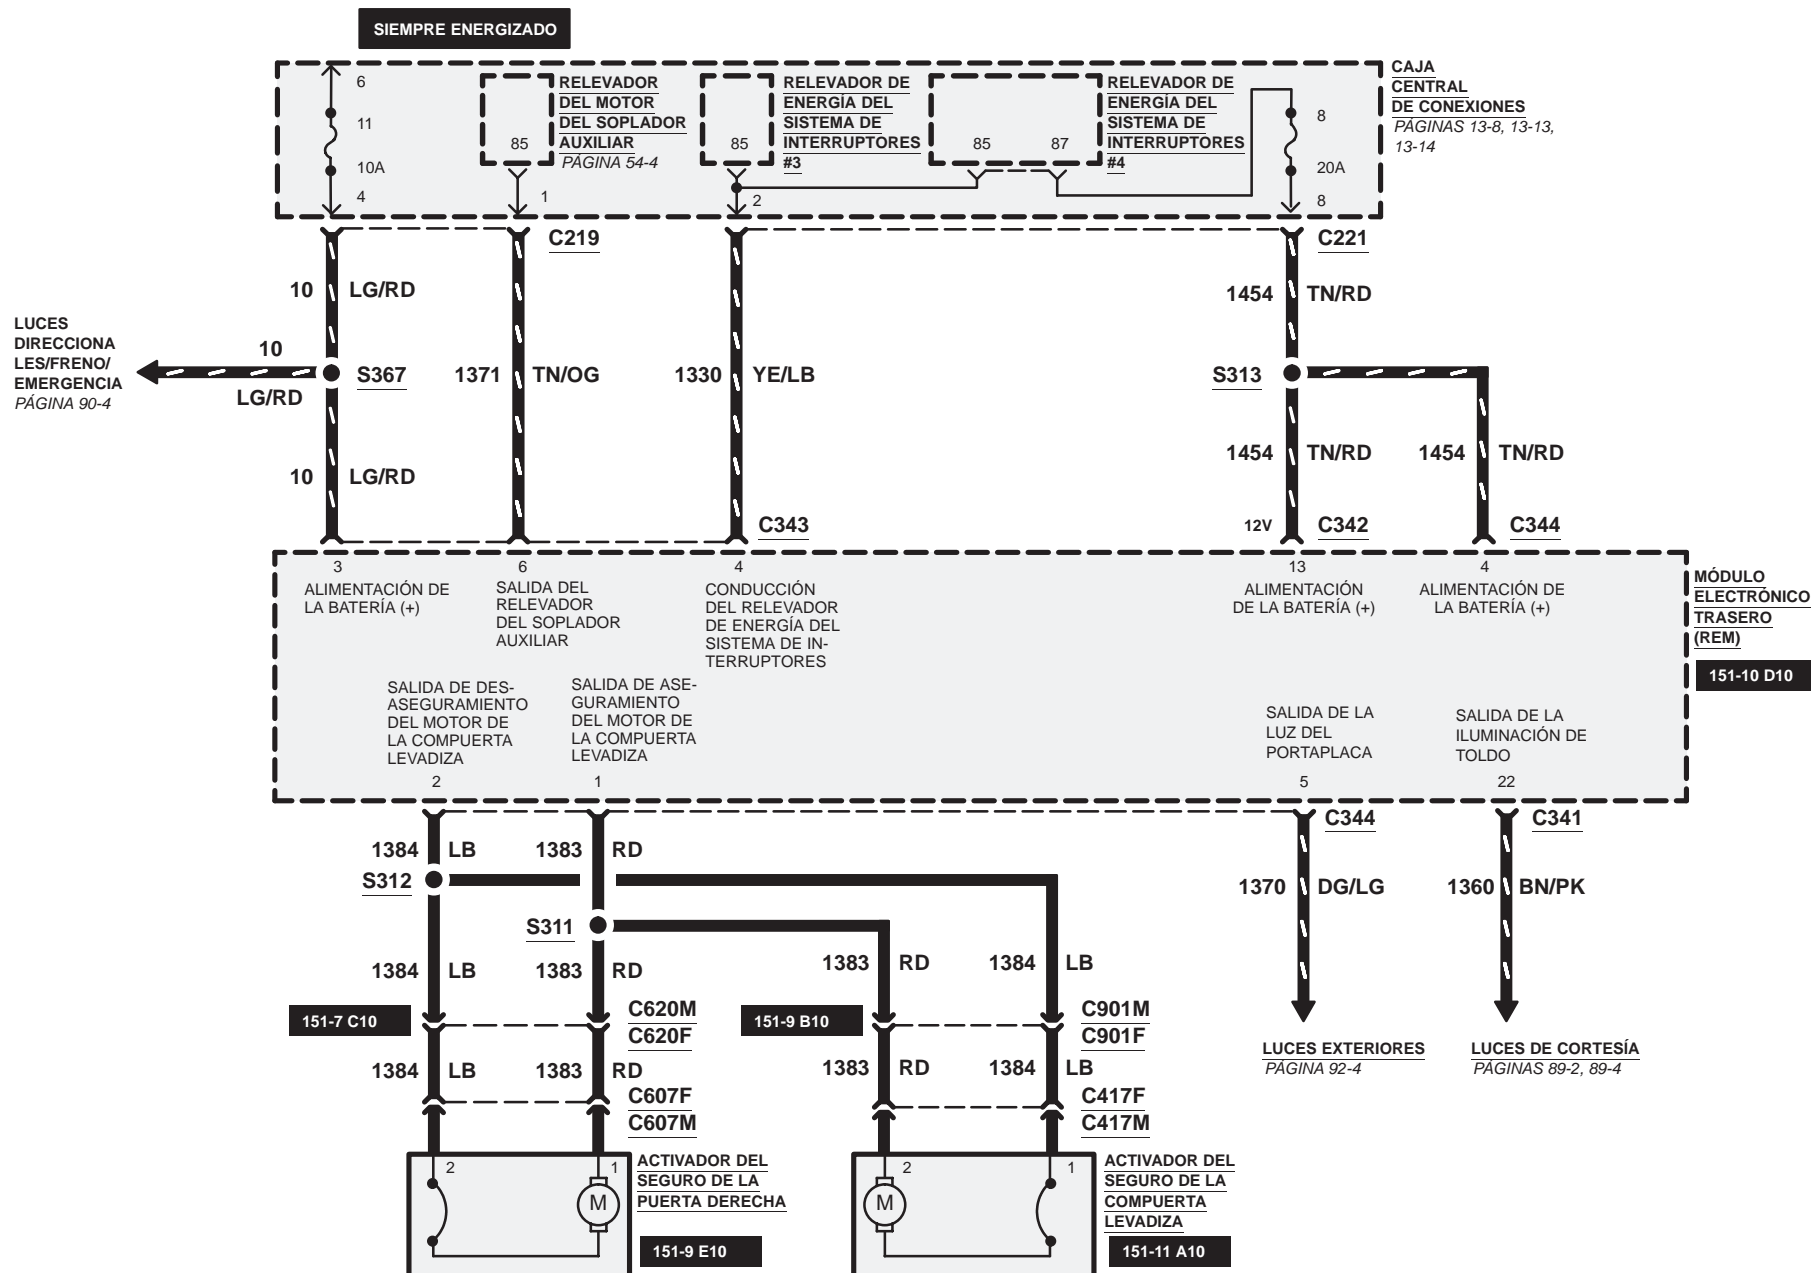 SIEMPRE ENERGIZADO
6
11
10A
4
85
RELEVADOR
DEL MOTOR
DEL SOPLADOR
AUXILIAR
PÁGINA 54-4
1
85
RELEVADOR DE
ENERGÍA DEL
SISTEMA DE
INTERRUPTORES
#3
2
85 87
RELEVADOR DE
ENERGÍA DEL
SISTEMA DE
INTERRUPTORES
#4
8
20A
8
CAJA
CENTRAL
DE CONEXIONES
PÁGINAS 13-8, 13-13,
13-14
C219
C221
10 LG/RD
1454 TN/RD
LUCES
DIRECCIONA
LES/FRENO/
EMERGENCIA
PÁGINA 90-4
10
LG/RD
S367
1371 TN/OG
1330 YE/LB
S313
10 LG/RD
1454 TN/RD
1454 TN/RD
C343
12V
C342
C344
3
ALIMENTACIÓN DE
LA BATERÍA (+)
6
SALIDA DEL
RELEVADOR
DEL SOPLADOR
AUXILIAR
4
CONDUCCIÓN
DEL RELEVADOR
DE ENERGÍA DEL
SISTEMA DE IN-
TERRUPTORES
13
ALIMENTACIÓN
DE LA BATERÍA (+)
4
ALIMENTACIÓN DE
LA BATERÍA (+)
MÓDULO
ELECTRÓNICO
TRASERO
(REM)
151-10 D10
SALIDA DE DES-
ASEGURAMIENTO
DEL MOTOR DE
LA COMPUERTA
LEVADIZA
2
SALIDA DE ASE-
GURAMIENTO
DEL MOTOR DE
LA COMPUERTA
LEVADIZA
1
SALIDA DE LA
LUZ DEL
PORTAPLACA
5
SALIDA DE LA
ILUMINACIÓN DE
TOLDO
22
C344
C341
1384 LB
1383 RD
S312
1370 DG/LG
1360 BN/PK
S311
1384 LB
1383 RD
1383 RD
1384 LB
151-7 C10
C620M
C620F
151-9 B10
C901M
C901F
LUCES EXTERIORES
PÁGINA 92-4
LUCES DE CORTESÍA
PÁGINAS 89-2, 89-4
1384 LB
1383 RD
1383 RD
1384 LB
C607F
C607M
C417F
C417M
2
1
M
ACTIVADOR DEL
SEGURO DE LA
PUERTA DERECHA
151-9 E10
2
1
M
ACTIVADOR DEL
SEGURO DE LA
COMPUERTA
LEVADIZA
151-11 A10